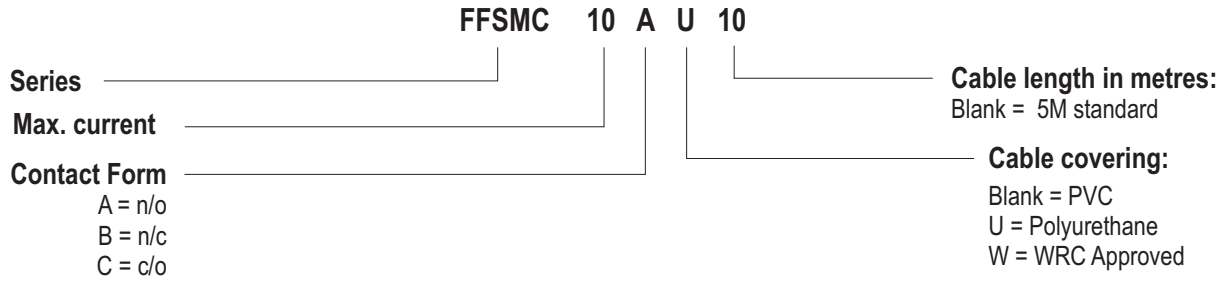 FFSMC 10 A U 10
Series
Max. current
Contact Form
A = n/o
B = n/c
C = c/o
Cable length in metres:
Blank = 5M standard
Cable covering:
Blank = PVC
U = Polyurethane
W = WRC Approved